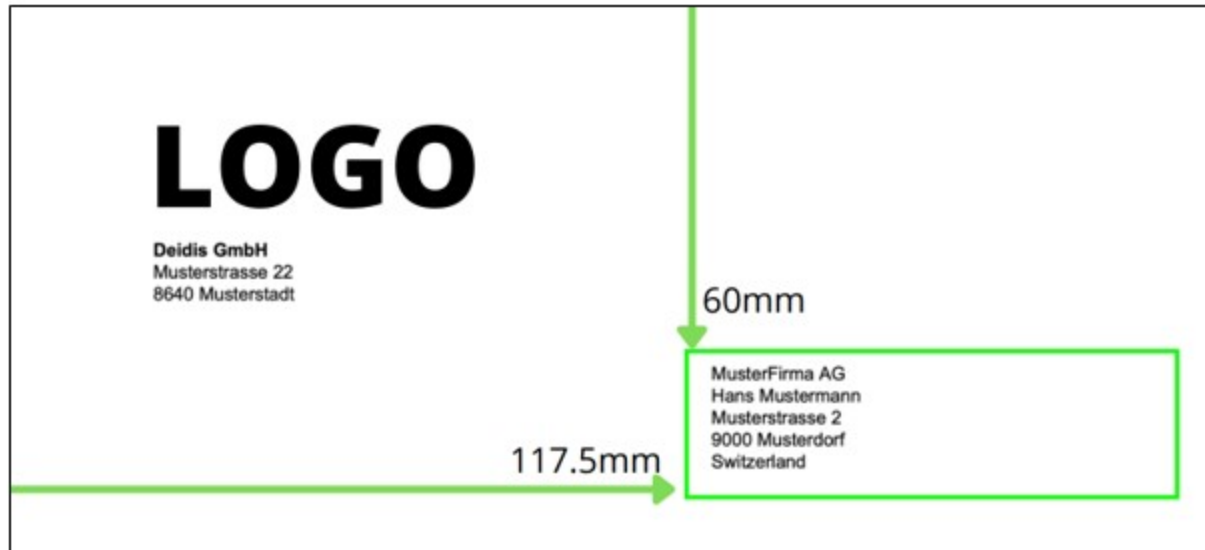 LOGO
Deidis GmbH
Musterstrasse 22
8640 Musterstadt
60mm
MusterFirma AG
Hans Mustermann
Musterstrasse 2
9000 Musterdorf
Switzerland
117.5mm